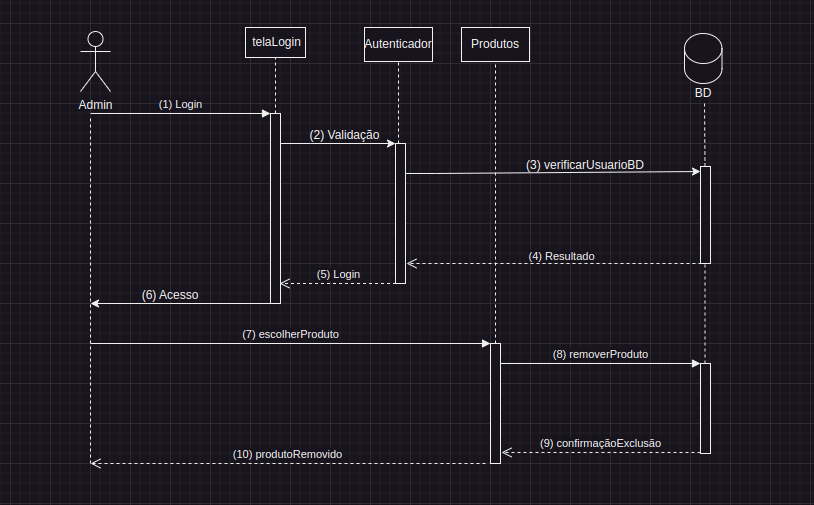 telaLogin
Autenticador
Produtos
Admin
BD
(1) Login
(2) Validação
(3) verificarUsuarioBD
(4) Resultado
(5) Login
(6) Acesso
(7) escolherProduto
(8) removerProduto
(9) confirmaçãoExclusão
(10) produtoRemovido